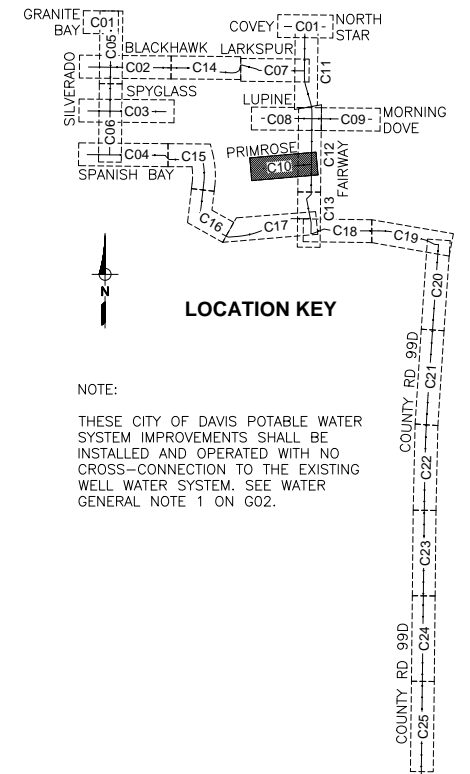 GRANITE
BAY
C01
C05
COVEY
C01
NORTH
STAR
BLACKHAWK
LARKSPUR
SILVERADO
C02
C14
C07
C11
SPYGLASS
C03
C06
LUPINE
C08
C09
MORNING
DOVE
C04
C15
SPANISH BAY
PRIMROSE
C10
C12
FAIRWAY
C13
C16
C17
C18
C19
C20
N
LOCATION KEY
COUNTY RD 99D
C21
NOTE:
THESE CITY OF DAVIS POTABLE WATER
SYSTEM IMPROVEMENTS SHALL BE
INSTALLED AND OPERATED WITH NO
CROSS-CONNECTION TO THE EXISTING
WELL WATER SYSTEM. SEE WATER
GENERAL NOTE 1 ON G02.
C22
C23
C24
COUNTY RD 99D
C25